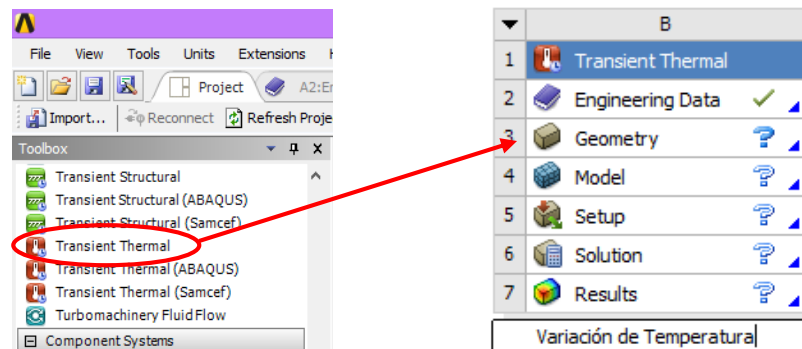 File View Tools Units Extensions
Project A2:En
Import... Reconnect Refresh Proje
Toolbox
Transient Structural
Transient Structural (ABAQUS)
Transient Structural (Samcef)
Transient Thermal
Transient Thermal (ABAQUS)
Transient Thermal (Samcef)
Turbomachinery Fluid Flow
Component Systems
B
1 Transient Thermal
2 Engineering Data
3 Geometry
4 Model
5 Setup
6 Solution
7 Results
Variación de Temperatura